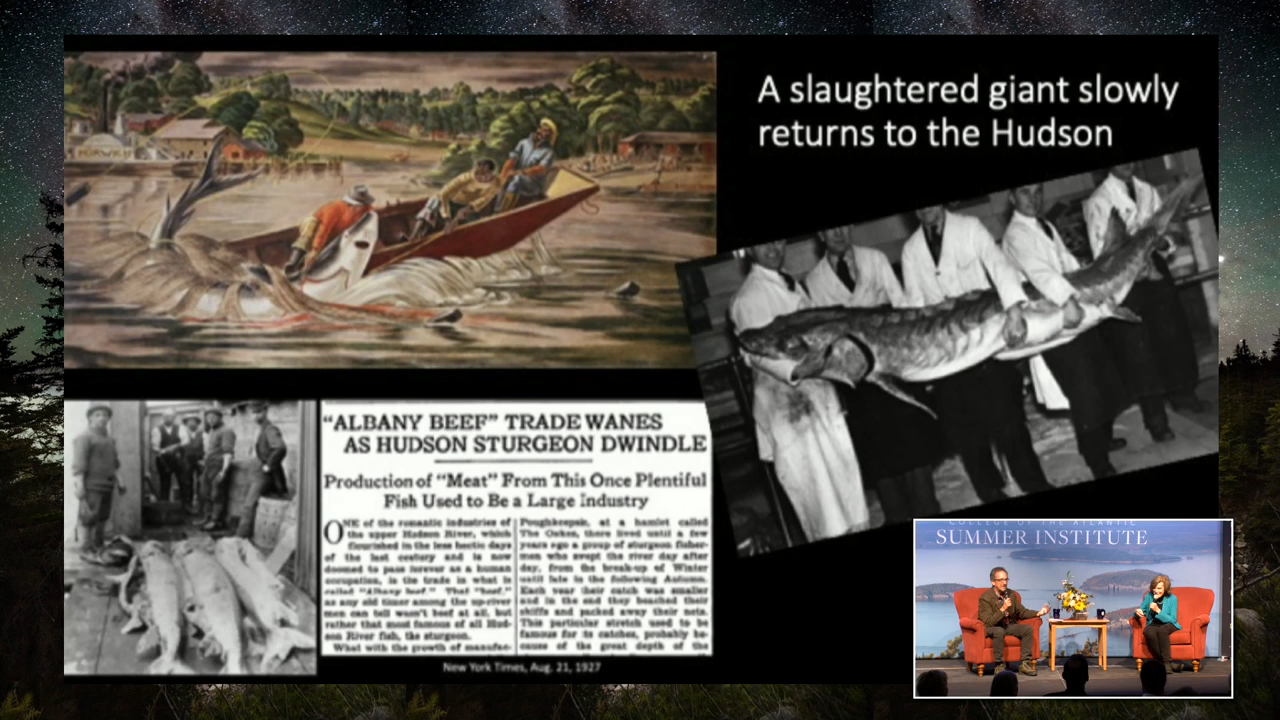 A slaughtered giant slowly
returns to the Hudson
"ALBANY BEEF" TRADE WANES
AS HUDSON STURGEON DWINDLE
Production of "Meat" From This Once Plentiful
Fish Used to Be a Large Industry
ONE of the romantic industries of
the upper Hudson River, which
flourished in the less hectic days
of the last century and is now
doomed to pass forever as a human
occupation, is the trade in what is
called "Albany beef." That "beef,"
as any old timer among the up-river
men can tell wasn't beef at all, but
rather that most famous of all Hud-
son River fish, the sturgeon.
What with the growth of manufac-
Poughkeepsie, at a hamlet called
The Oakes, there lived until a few
years ago a group of sturgeon fisher-
men who swept the river day after
day, from the break-up of Winter
until late in the following Autumn.
Each year their catch was smaller
and in the end they beached their
skiffs and packed away their nets.
This particular stretch used to be
famous for its catches, probably be-
cause of the great depth of the
New York Times, Aug. 21, 1927
COLLEGE OF THE ATLANTIC
SUMMER INSTITUTE